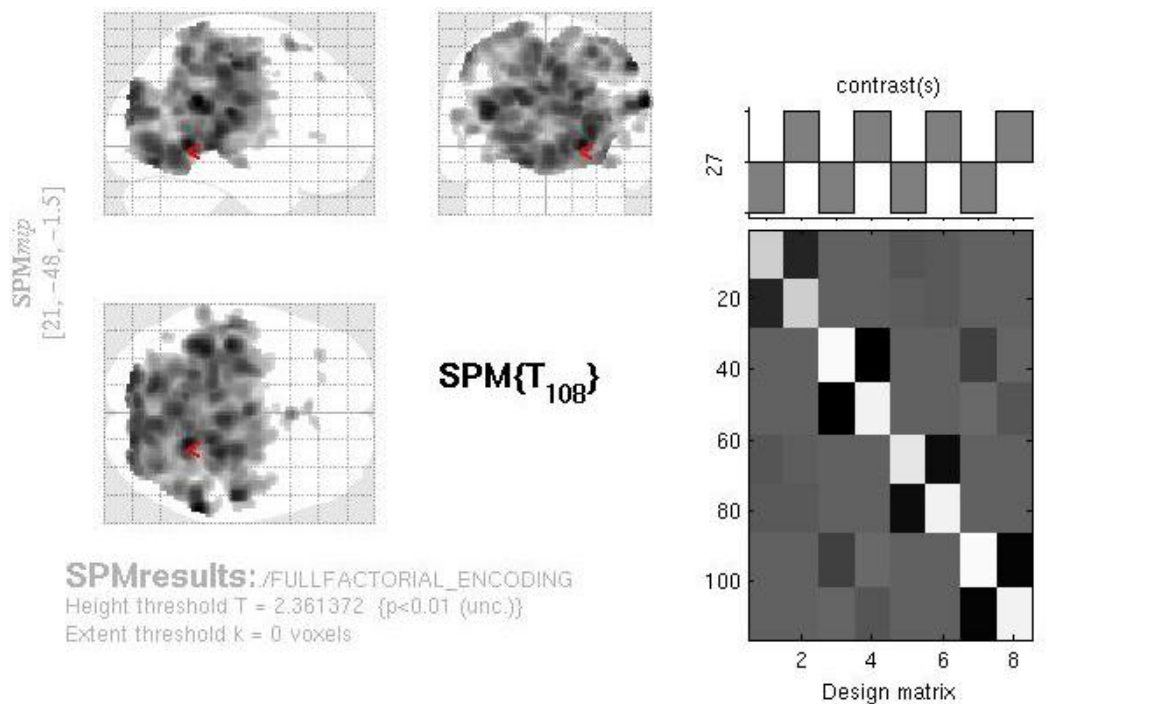 contrast(s)
27
SPMmip
[21, −48, −1.5]
20
40
60
80
100
SPM{T108}
2 4 6 8
Design matrix
SPMresults: ./FULLFACTORIAL_ENCODING
Height threshold T = 2.361372 {p<0.01 (unc.)}
Extent threshold k = 0 voxels